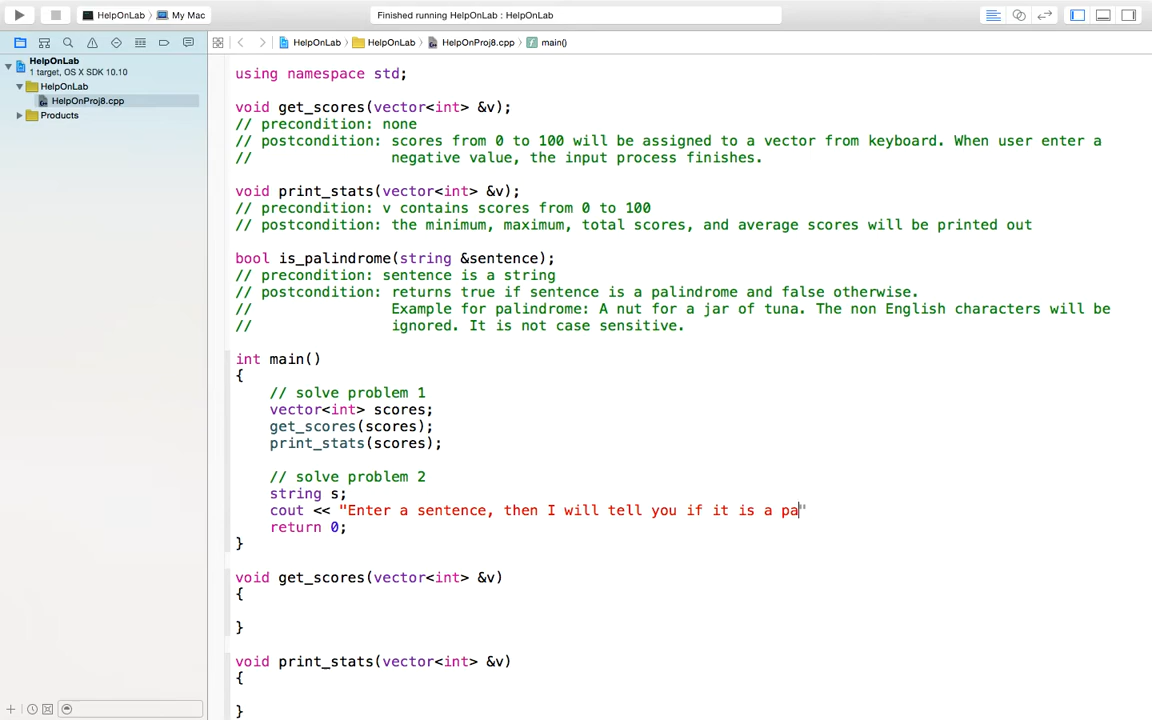 HelpOnLab 〉 My Mac
Finished running HelpOnLab : HelpOnLab
HelpOnLab 〉 HelpOnLab 〉 HelpOnProj8.cpp 〉 main()
HelpOnLab
1 target, OS X SDK 10.10
HelpOnLab
HelpOnProj8.cpp
Products
using namespace std;
void get_scores(vector<int> &v);
// precondition: none
// postcondition: scores from 0 to 100 will be assigned to a vector from keyboard. When user enter a
//                negative value, the input process finishes.
void print_stats(vector<int> &v);
// precondition: v contains scores from 0 to 100
// postcondition: the minimum, maximum, total scores, and average scores will be printed out
bool is_palindrome(string &sentence);
// precondition: sentence is a string
// postcondition: returns true if sentence is a palindrome and false otherwise.
//                Example for palindrome: A nut for a jar of tuna. The non English characters will be
//                ignored. It is not case sensitive.
int main()
{
    // solve problem 1
    vector<int> scores;
    get_scores(scores);
    print_stats(scores);
    // solve problem 2
    string s;
    cout << "Enter a sentence, then I will tell you if it is a pa"
    return 0;
}
void get_scores(vector<int> &v)
{
}
void print_stats(vector<int> &v)
{
}